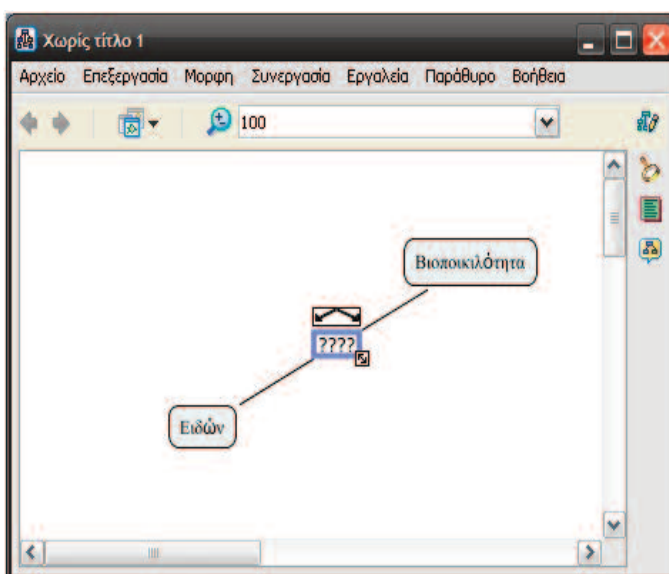 Χωρίς τίτλο 1
Αρχείο Επεξεργασία Μορφη Συνεργασία Εργαλεία Παράθυρο Βοήθεια
100
Βιοποικιλότητα
????
Ειδών